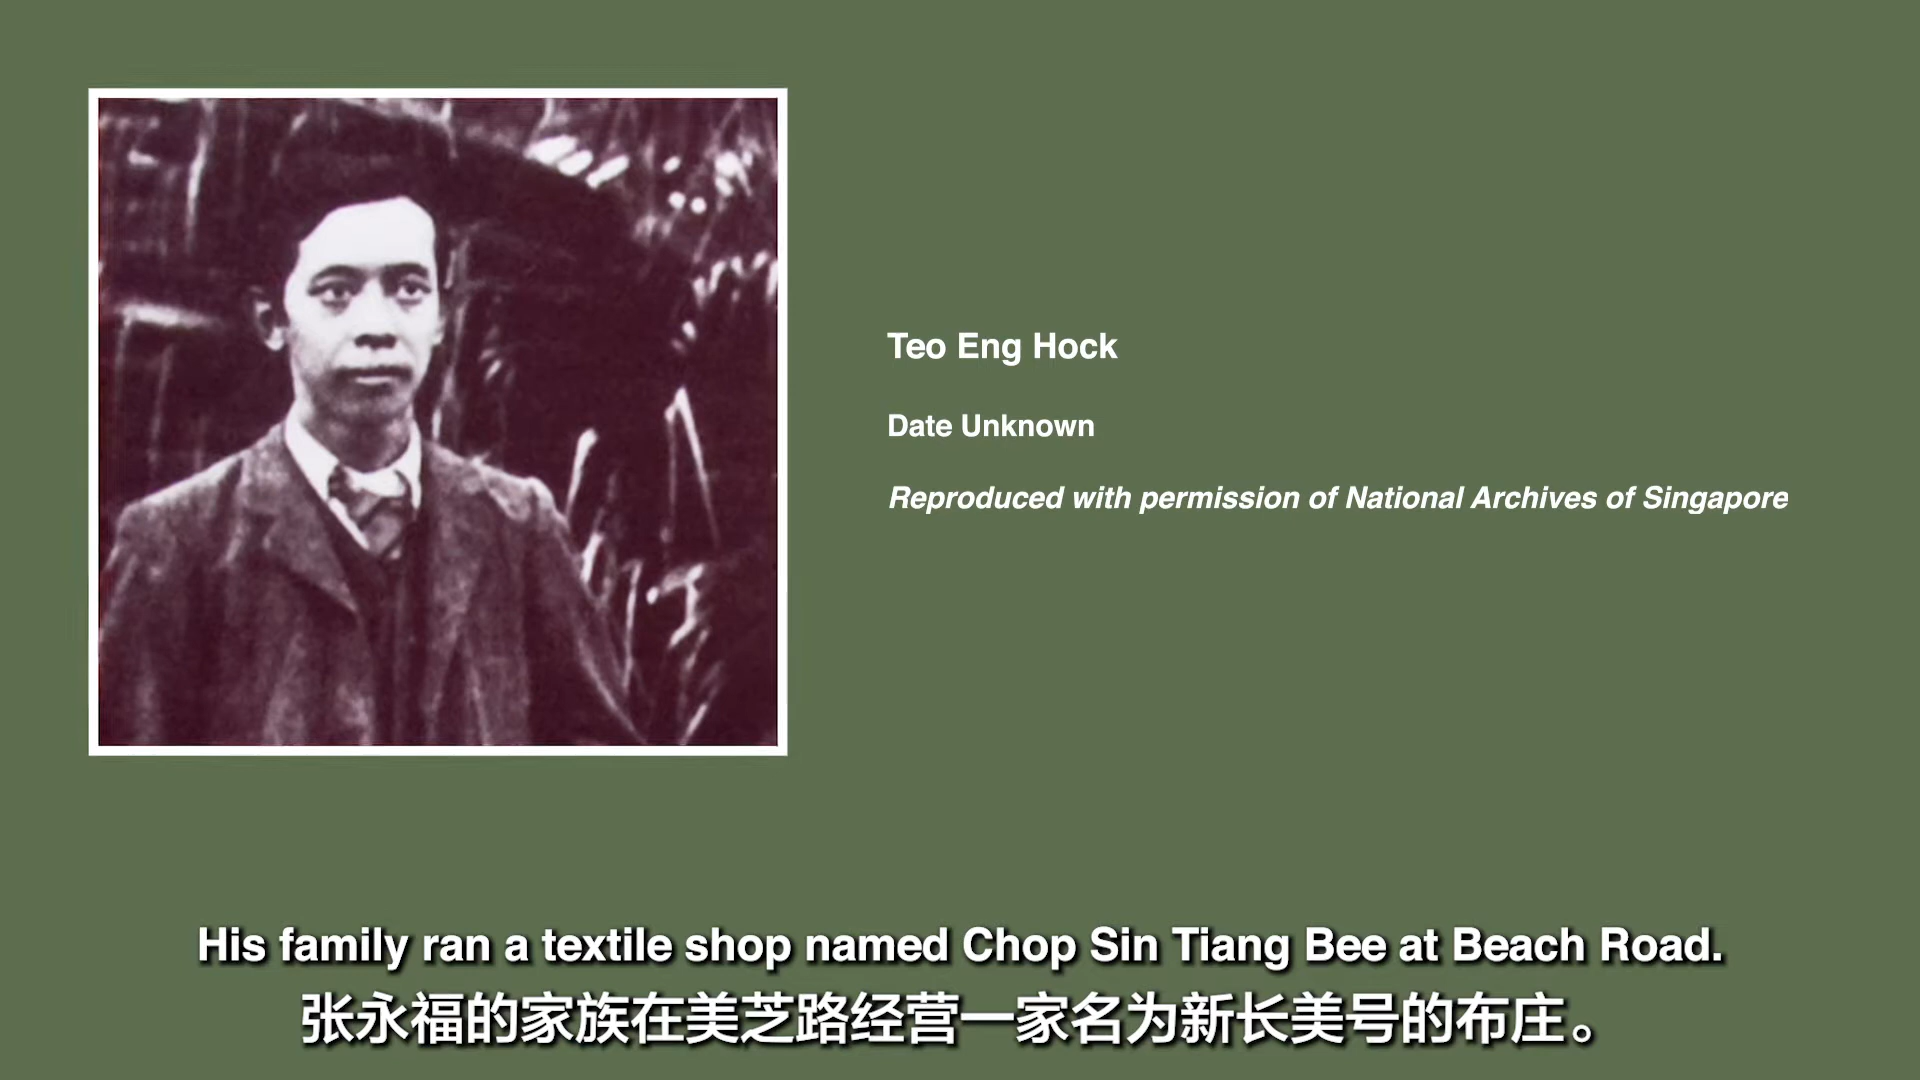 Teo Eng Hock
Date Unknown
Reproduced with permission of National Archives of Singapore
His family ran a textile shop named Chop Sin Tiang Bee at Beach Road.
张永福的家族在美芝路经营一家名为新长美号的布庄。